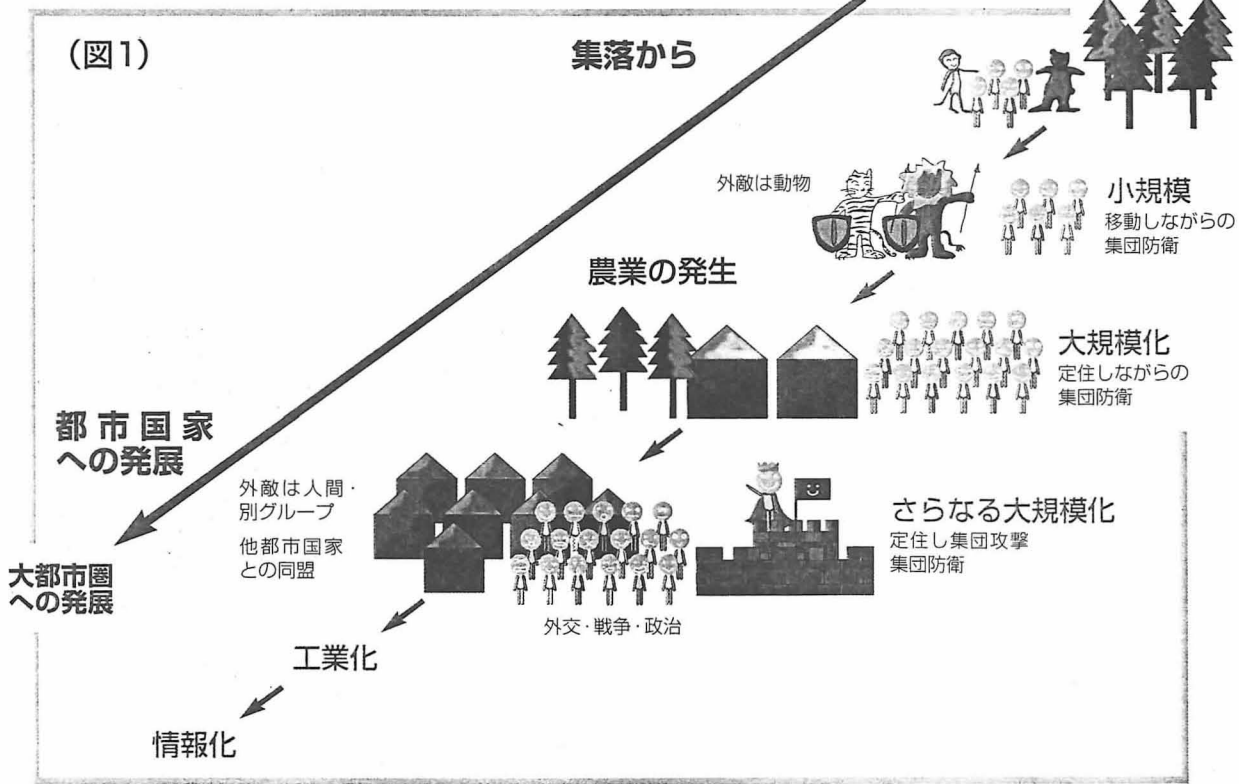 (図1)
集落から
外敵は動物
小規模
移動しながらの
集団防衛
農業の発生
大規模化
定住しながらの
集団防衛
都市国家
への発展
外敵は人間・
別グループ
他都市国家
との同盟
さらなる大規模化
定住し集団攻撃
集団防衛
大都市圏
への発展
外交・戦争・政治
工業化
情報化